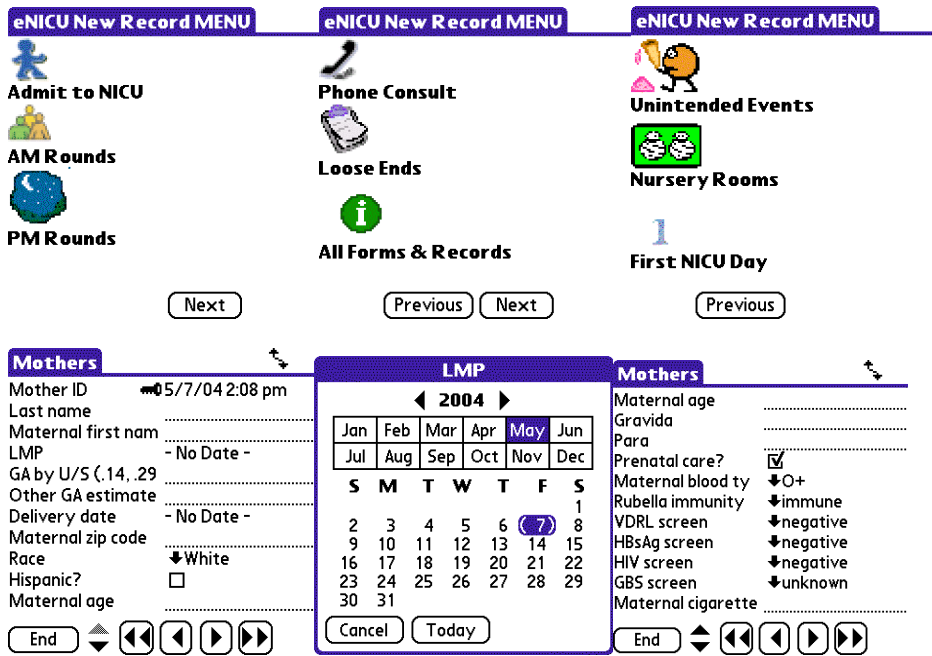 eNICU New Record MENU
Admit to NICU
AM Rounds
PM Rounds
Next
eNICU New Record MENU
Phone Consult
Loose Ends
i
All Forms & Records
Previous Next
eNICU New Record MENU
Unintended Events
Nursery Rooms
1
First NICU Day
Previous
Mothers
Mother ID 5/7/04 2:08 pm
Last name
Maternal first nam
LMP - No Date -
GA by U/S (.14, .29
Other GA estimate
Delivery date - No Date -
Maternal zip code
Race White
Hispanic?
Maternal age
End
LMP
2004
Jan Feb Mar Apr May Jun
Jul Aug Sep Oct Nov Dec
S M T W T F S
1
2 3 4 5 6 7 8
9 10 11 12 13 14 15
16 17 18 19 20 21 22
23 24 25 26 27 28 29
30 31
Cancel Today
Mothers
Maternal age
Gravida
Para
Prenatal care?
Maternal blood ty O+
Rubella immunity immune
VDRL screen negative
HBsAg screen negative
HIV screen negative
GBS screen unknown
Maternal cigarette
End